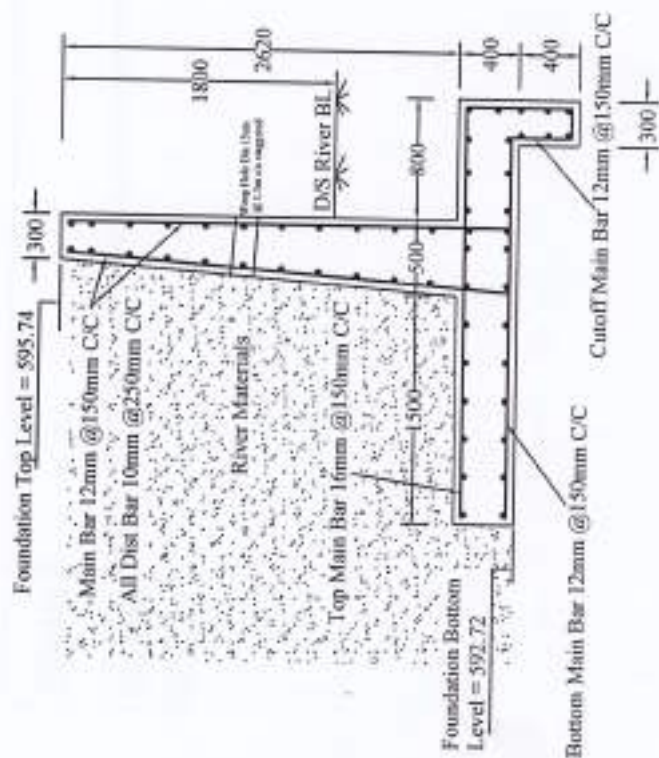 Foundation Top Level = 595.74
300
Main Bar 12mm @150mm C/C
All Dist Bar 10mm @250mm C/C
1800
2620
River Materials
D/S River BL
Top Main Bar 16mm @150mm C/C
1500
500
800
400
400
Foundation Bottom
Level = 592.72
Bottom Main Bar 12mm @150mm C/C
Cutoff Main Bar 12mm @150mm C/C
300